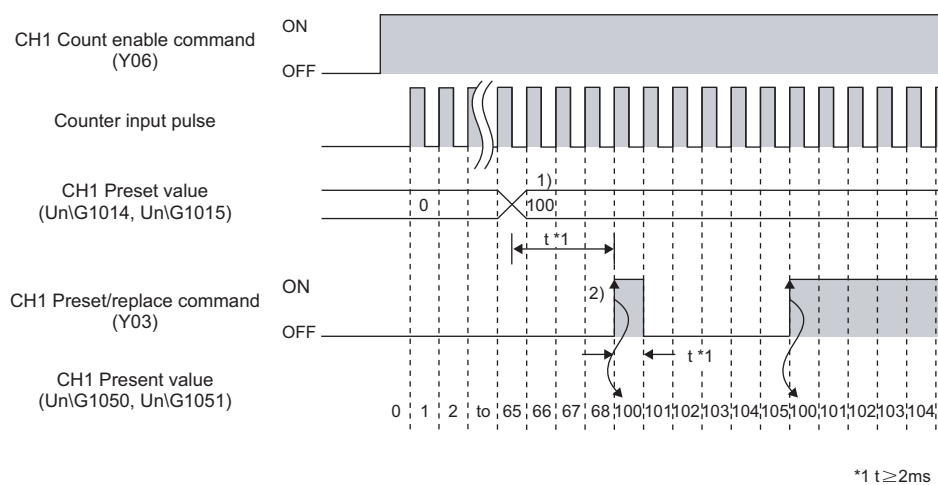 CH1 Count enable command
(Y06)
ON
OFF
Counter input pulse
CH1 Preset value
(Un\G1014, Un\G1015)
0
1)
100
t *1
CH1 Preset/replace command
(Y03)
ON
OFF
2)
t *1
CH1 Present value
(Un\G1050, Un\G1051)
0 1 2 to 65 66 67 68 100 101 102 103 104 105 100 101 102 103 104
*1 t≥2ms